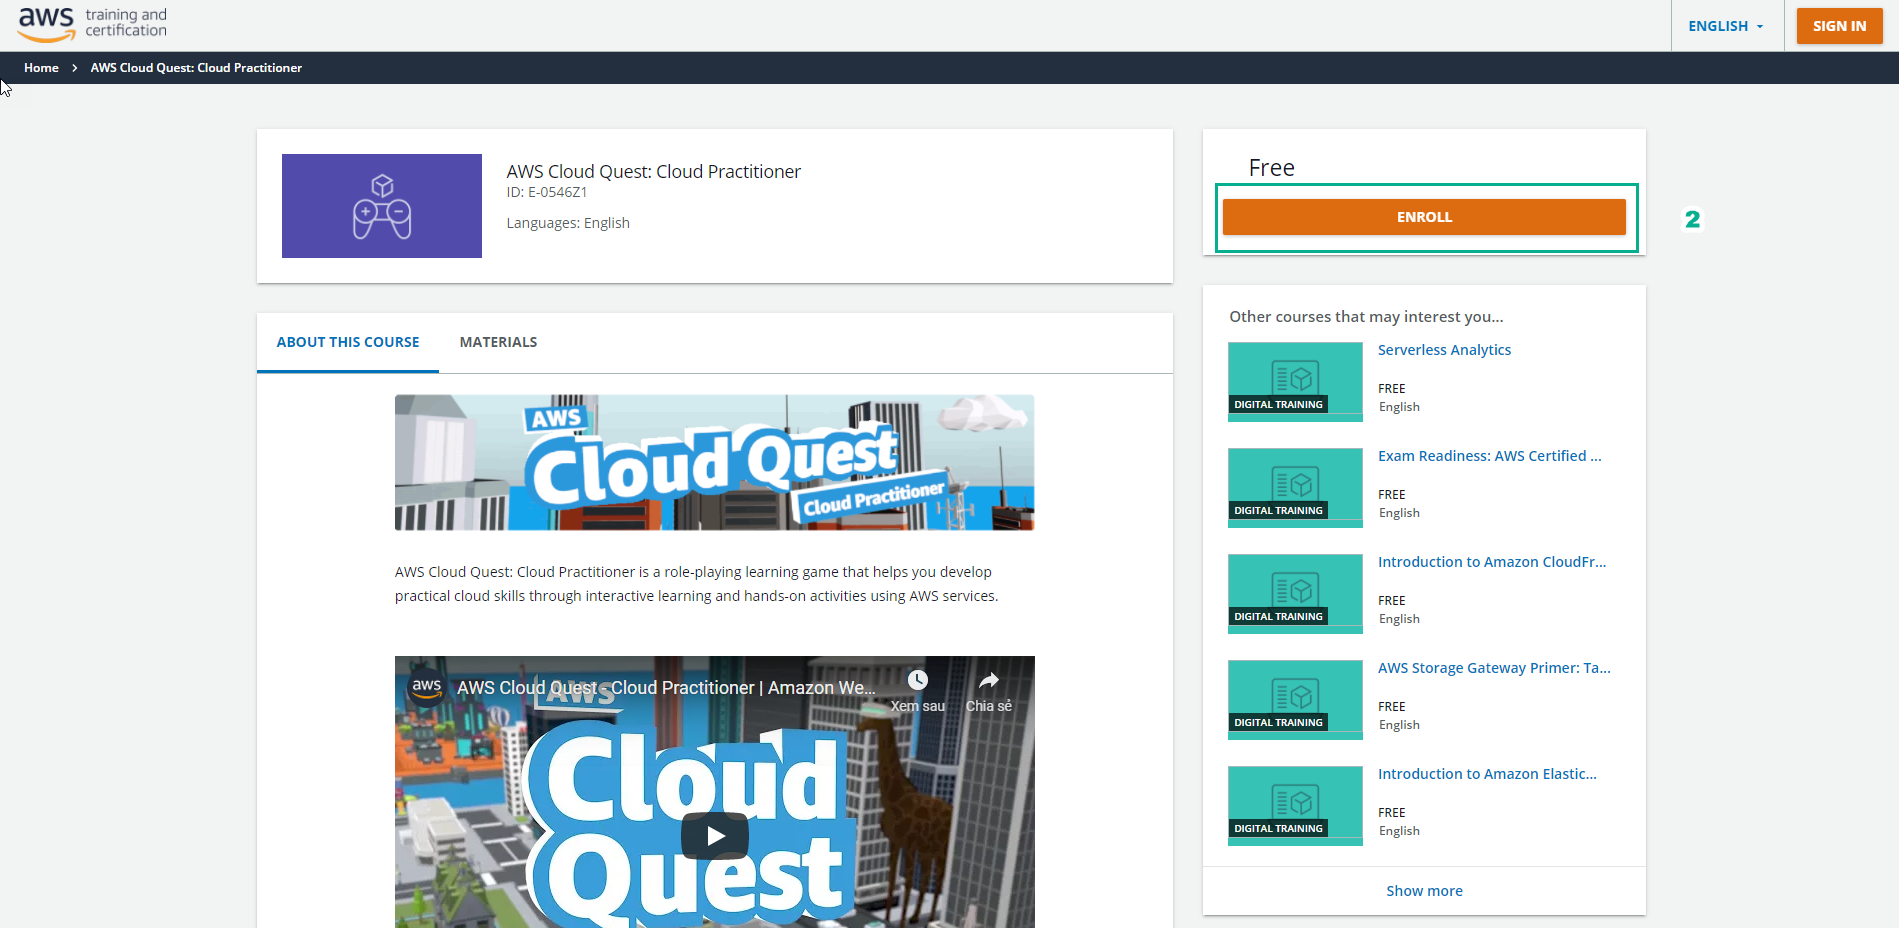 aws training and
certification
ENGLISH
SIGN IN
Home > AWS Cloud Quest: Cloud Practitioner
AWS Cloud Quest: Cloud Practitioner
ID: E-0546Z1
Languages: English
Free
ENROLL
2
ABOUT THIS COURSE
MATERIALS
AWS
Cloud Quest
Cloud Practitioner
AWS Cloud Quest: Cloud Practitioner is a role-playing learning game that helps you develop
practical cloud skills through interactive learning and hands-on activities using AWS services.
aws
AWS Cloud Quest - Cloud Practitioner | Amazon We...
Xem sau
Chia sẻ
AWS
Cloud
Quest
Other courses that may interest you...
Serverless Analytics
DIGITAL TRAINING
FREE
English
Exam Readiness: AWS Certified ...
DIGITAL TRAINING
FREE
English
Introduction to Amazon CloudFr...
DIGITAL TRAINING
FREE
English
AWS Storage Gateway Primer: Ta...
DIGITAL TRAINING
FREE
English
Introduction to Amazon Elastic...
DIGITAL TRAINING
FREE
English
Show more